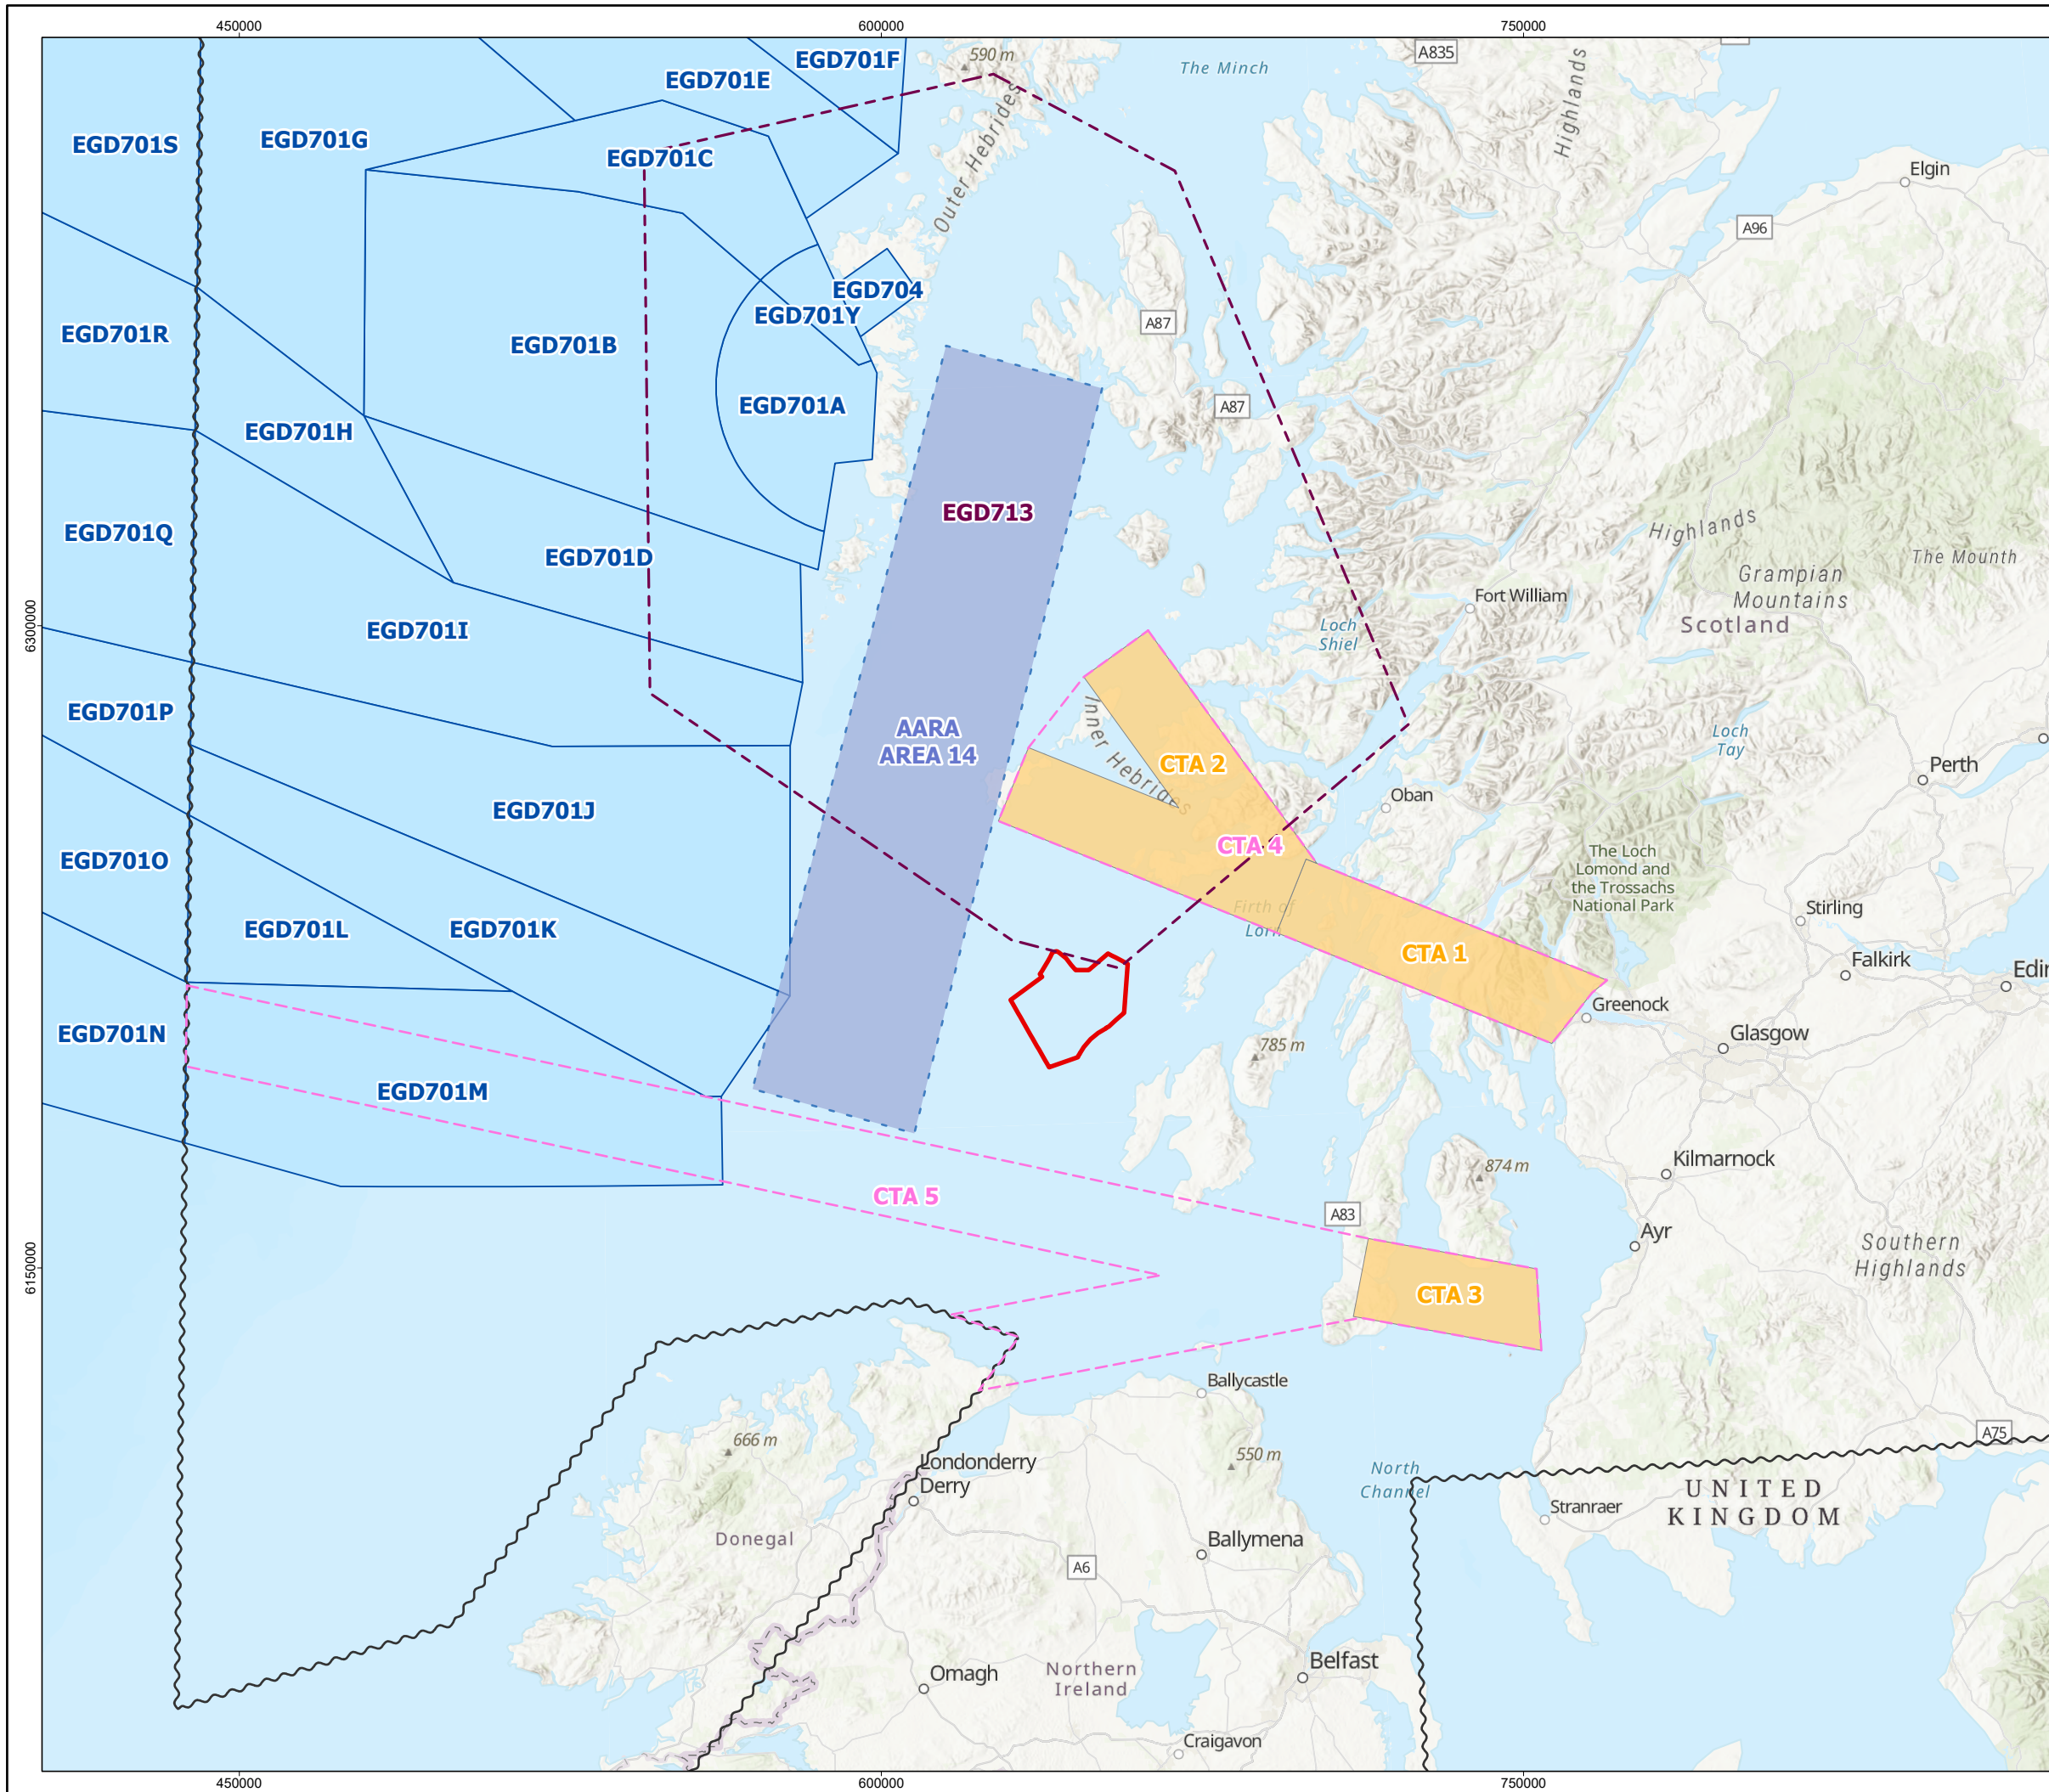 450000
600000
750000
590 m
The Minch
A835
Highlands
EGD701F
EGD701E
EGD701S
EGD701G
EGD701C
Outer Hebrides
Elgin
A96
EGD704
EGD701Y
A87
EGD701R
EGD701B
EGD701A
A87
EGD701H
EGD713
EGD701Q
Highlands
The Mounth
EGD701D
Grampian
Mountains
Scotland
Fort William
Loch
Shiel
6300000
EGD701I
EGD701P
AARA
AREA 14
Inner Hebrides
CTA 2
Loch
Tay
Perth
Oban
EGD701J
CTA 4
The Loch
Lomond and
the Trossachs
National Park
EGD701O
Firth of
Lorn
Stirling
EGD701L
EGD701K
CTA 1
Falkirk
Edin
Greenock
Glasgow
EGD701N
785 m
EGD701M
Kilmarnock
874 m
CTA 5
A83
Ayr
Southern
Highlands
6150000
CTA 3
Ballycastle
666 m
550 m
Londonderry
Derry
North
Channel
A75
UNITED
KINGDOM
Stranraer
Donegal
Ballymena
A6
Omagh
Northern
Ireland
Belfast
Craigavon
450000
600000
750000